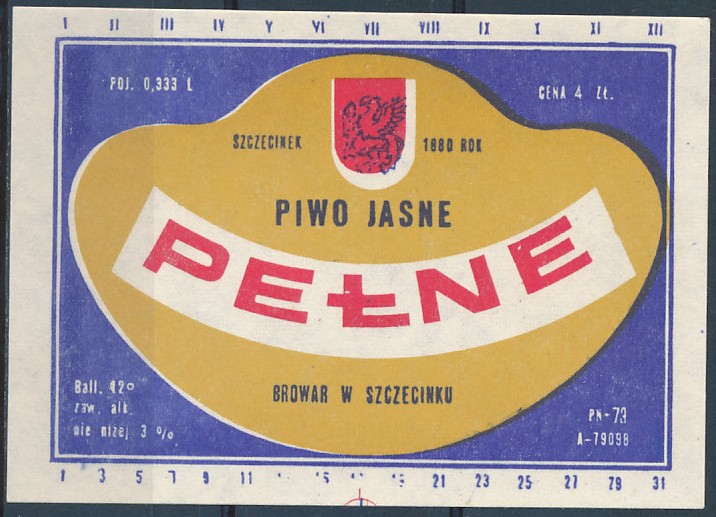 I II III IV V VI VII VIII IX X XI XII
POJ. 0,333 L
CENA 4 ZŁ.
SZCZECINEK 1880 ROK
PIWO JASNE
PEŁNE
BROWAR W SZCZECINKU
Ball. 12°
zaw. alk.
nie niżej 3 %
PN-73
A-79098
1 3 5 7 9 11 15 21 23 25 27 29 31